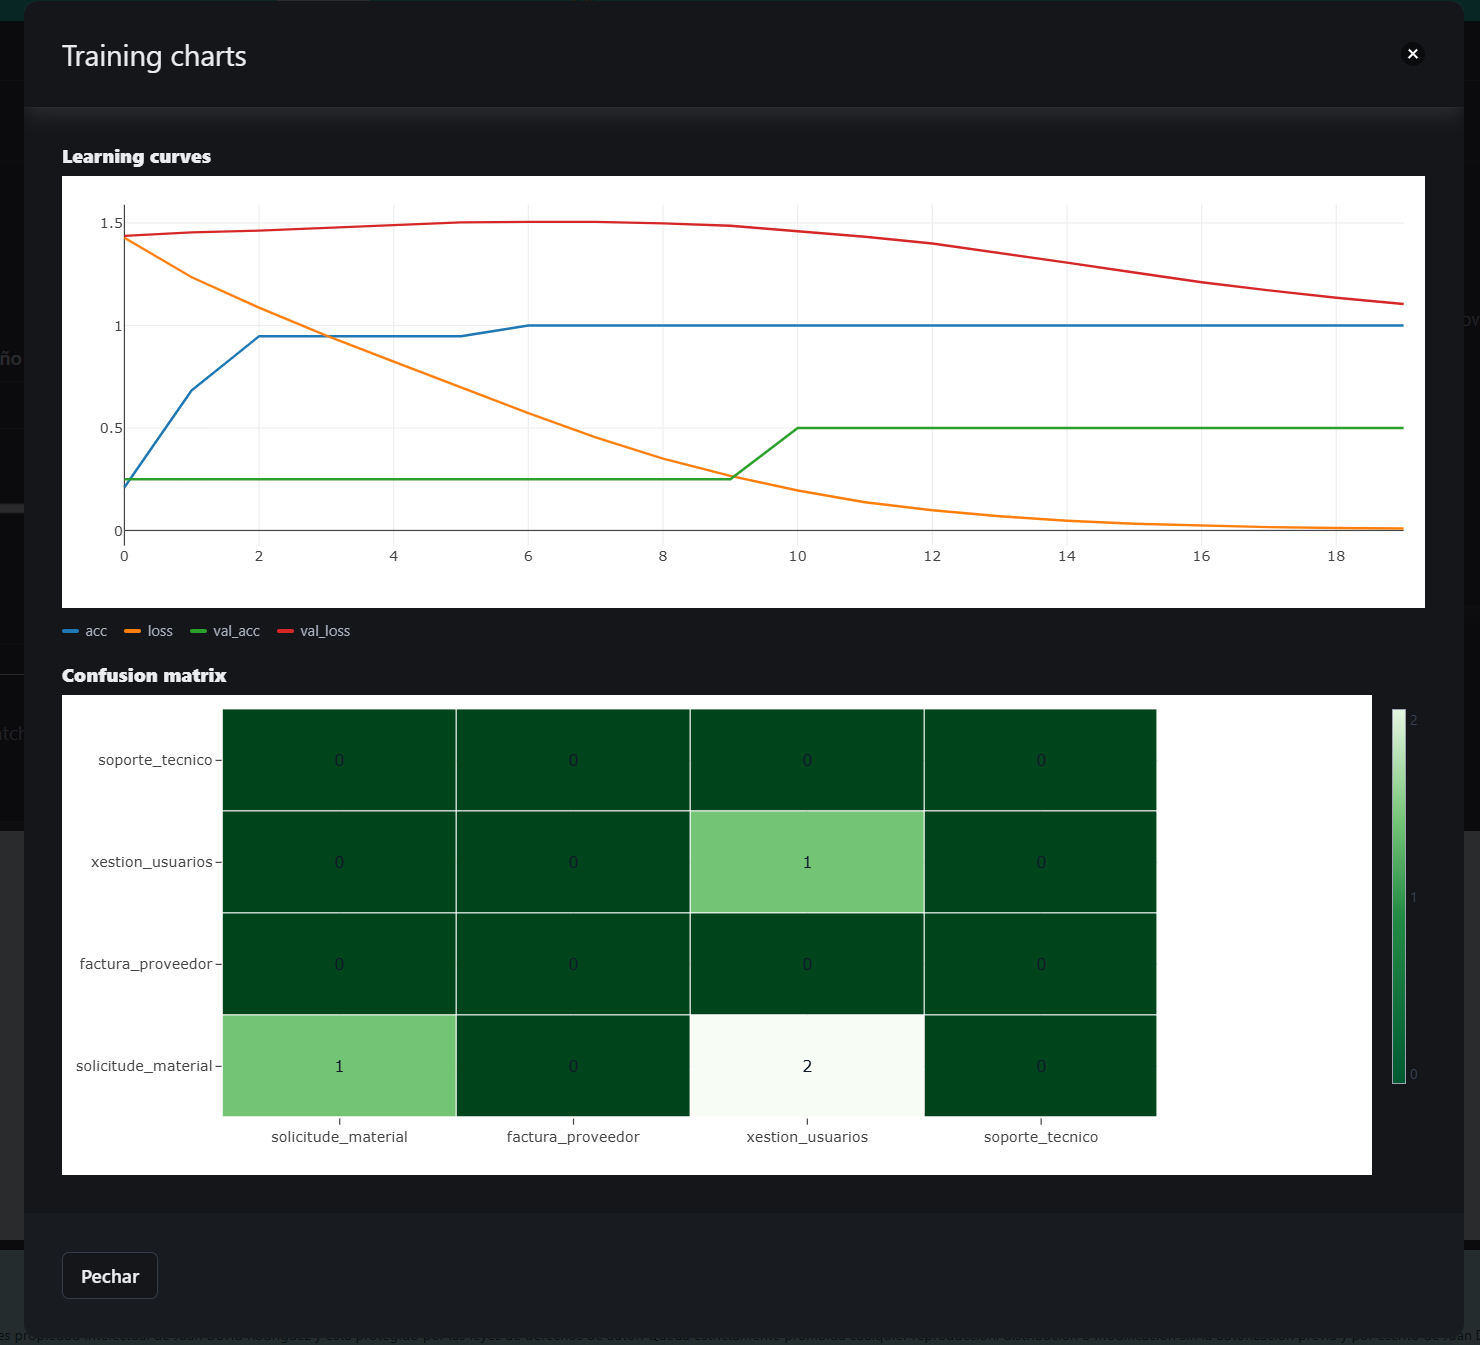 Training charts
Learning curves
1.5
1
0.5
0
0 2 4 6 8 10 12 14 16 18
acc loss val_acc val_loss
Confusion matrix
soporte_tecnico 0 0 0 0
xestion_usuarios 0 0 1 0
factura_proveedor 0 0 0 0
solicitude_material 1 0 2 0
solicitude_material factura_proveedor xestion_usuarios soporte_tecnico
2
1
0
Pechar